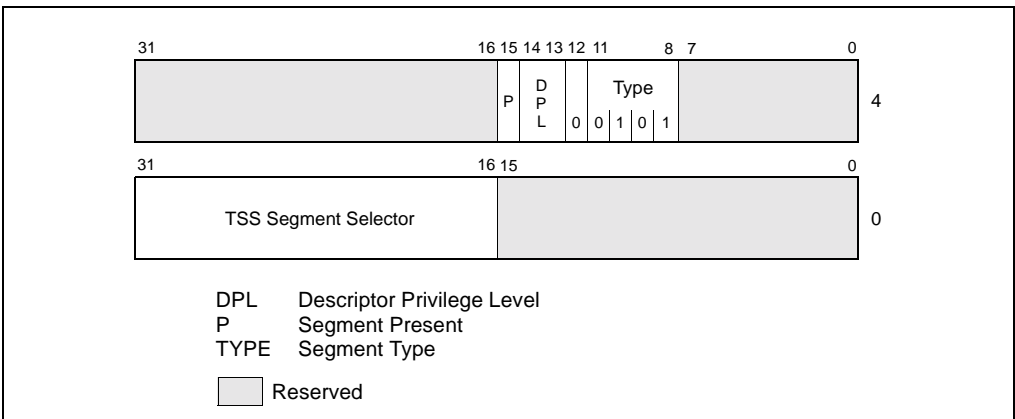 31 16 15 14 13 12 11 8 7 0
P D P L 0 Type 0 1 0 1 4
31 16 15 0
TSS Segment Selector 0
DPL Descriptor Privilege Level
P Segment Present
TYPE Segment Type
Reserved